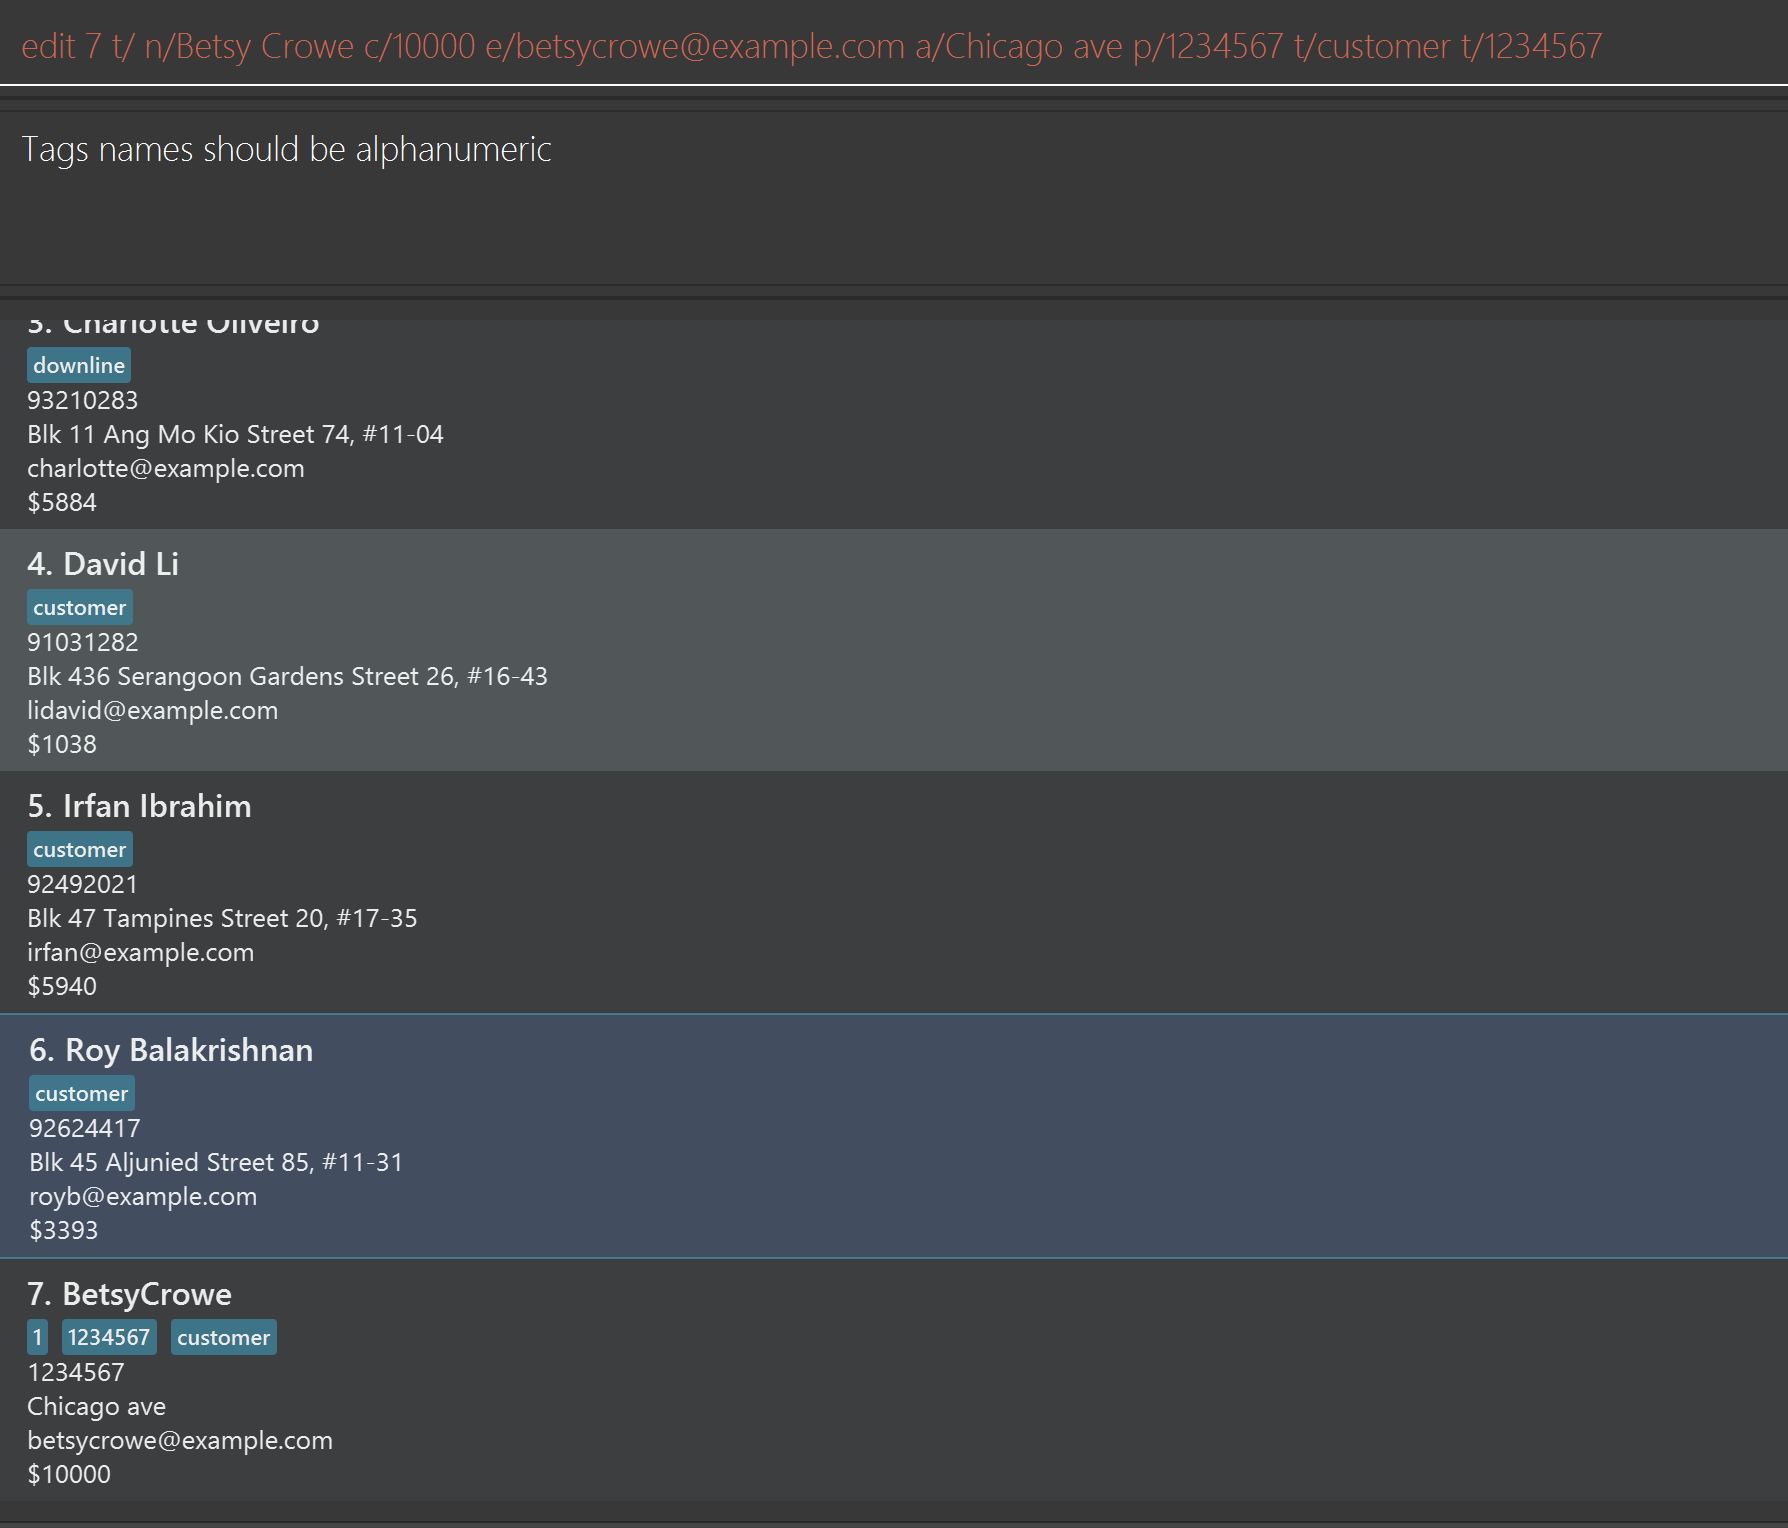 edit 7 t/ n/Betsy Crowe c/10000 e/betsycrowe@example.com a/Chicago ave p/1234567 t/customer t/1234567
Tags names should be alphanumeric
3. Charlotte Oliveiro
downline
93210283
Blk 11 Ang Mo Kio Street 74, #11-04
charlotte@example.com
$5884
4. David Li
customer
91031282
Blk 436 Serangoon Gardens Street 26, #16-43
lidavid@example.com
$1038
5. Irfan Ibrahim
customer
92492021
Blk 47 Tampines Street 20, #17-35
irfan@example.com
$5940
6. Roy Balakrishnan
customer
92624417
Blk 45 Aljunied Street 85, #11-31
royb@example.com
$3393
7. BetsyCrowe
1 1234567 customer
1234567
Chicago ave
betsycrowe@example.com
$10000